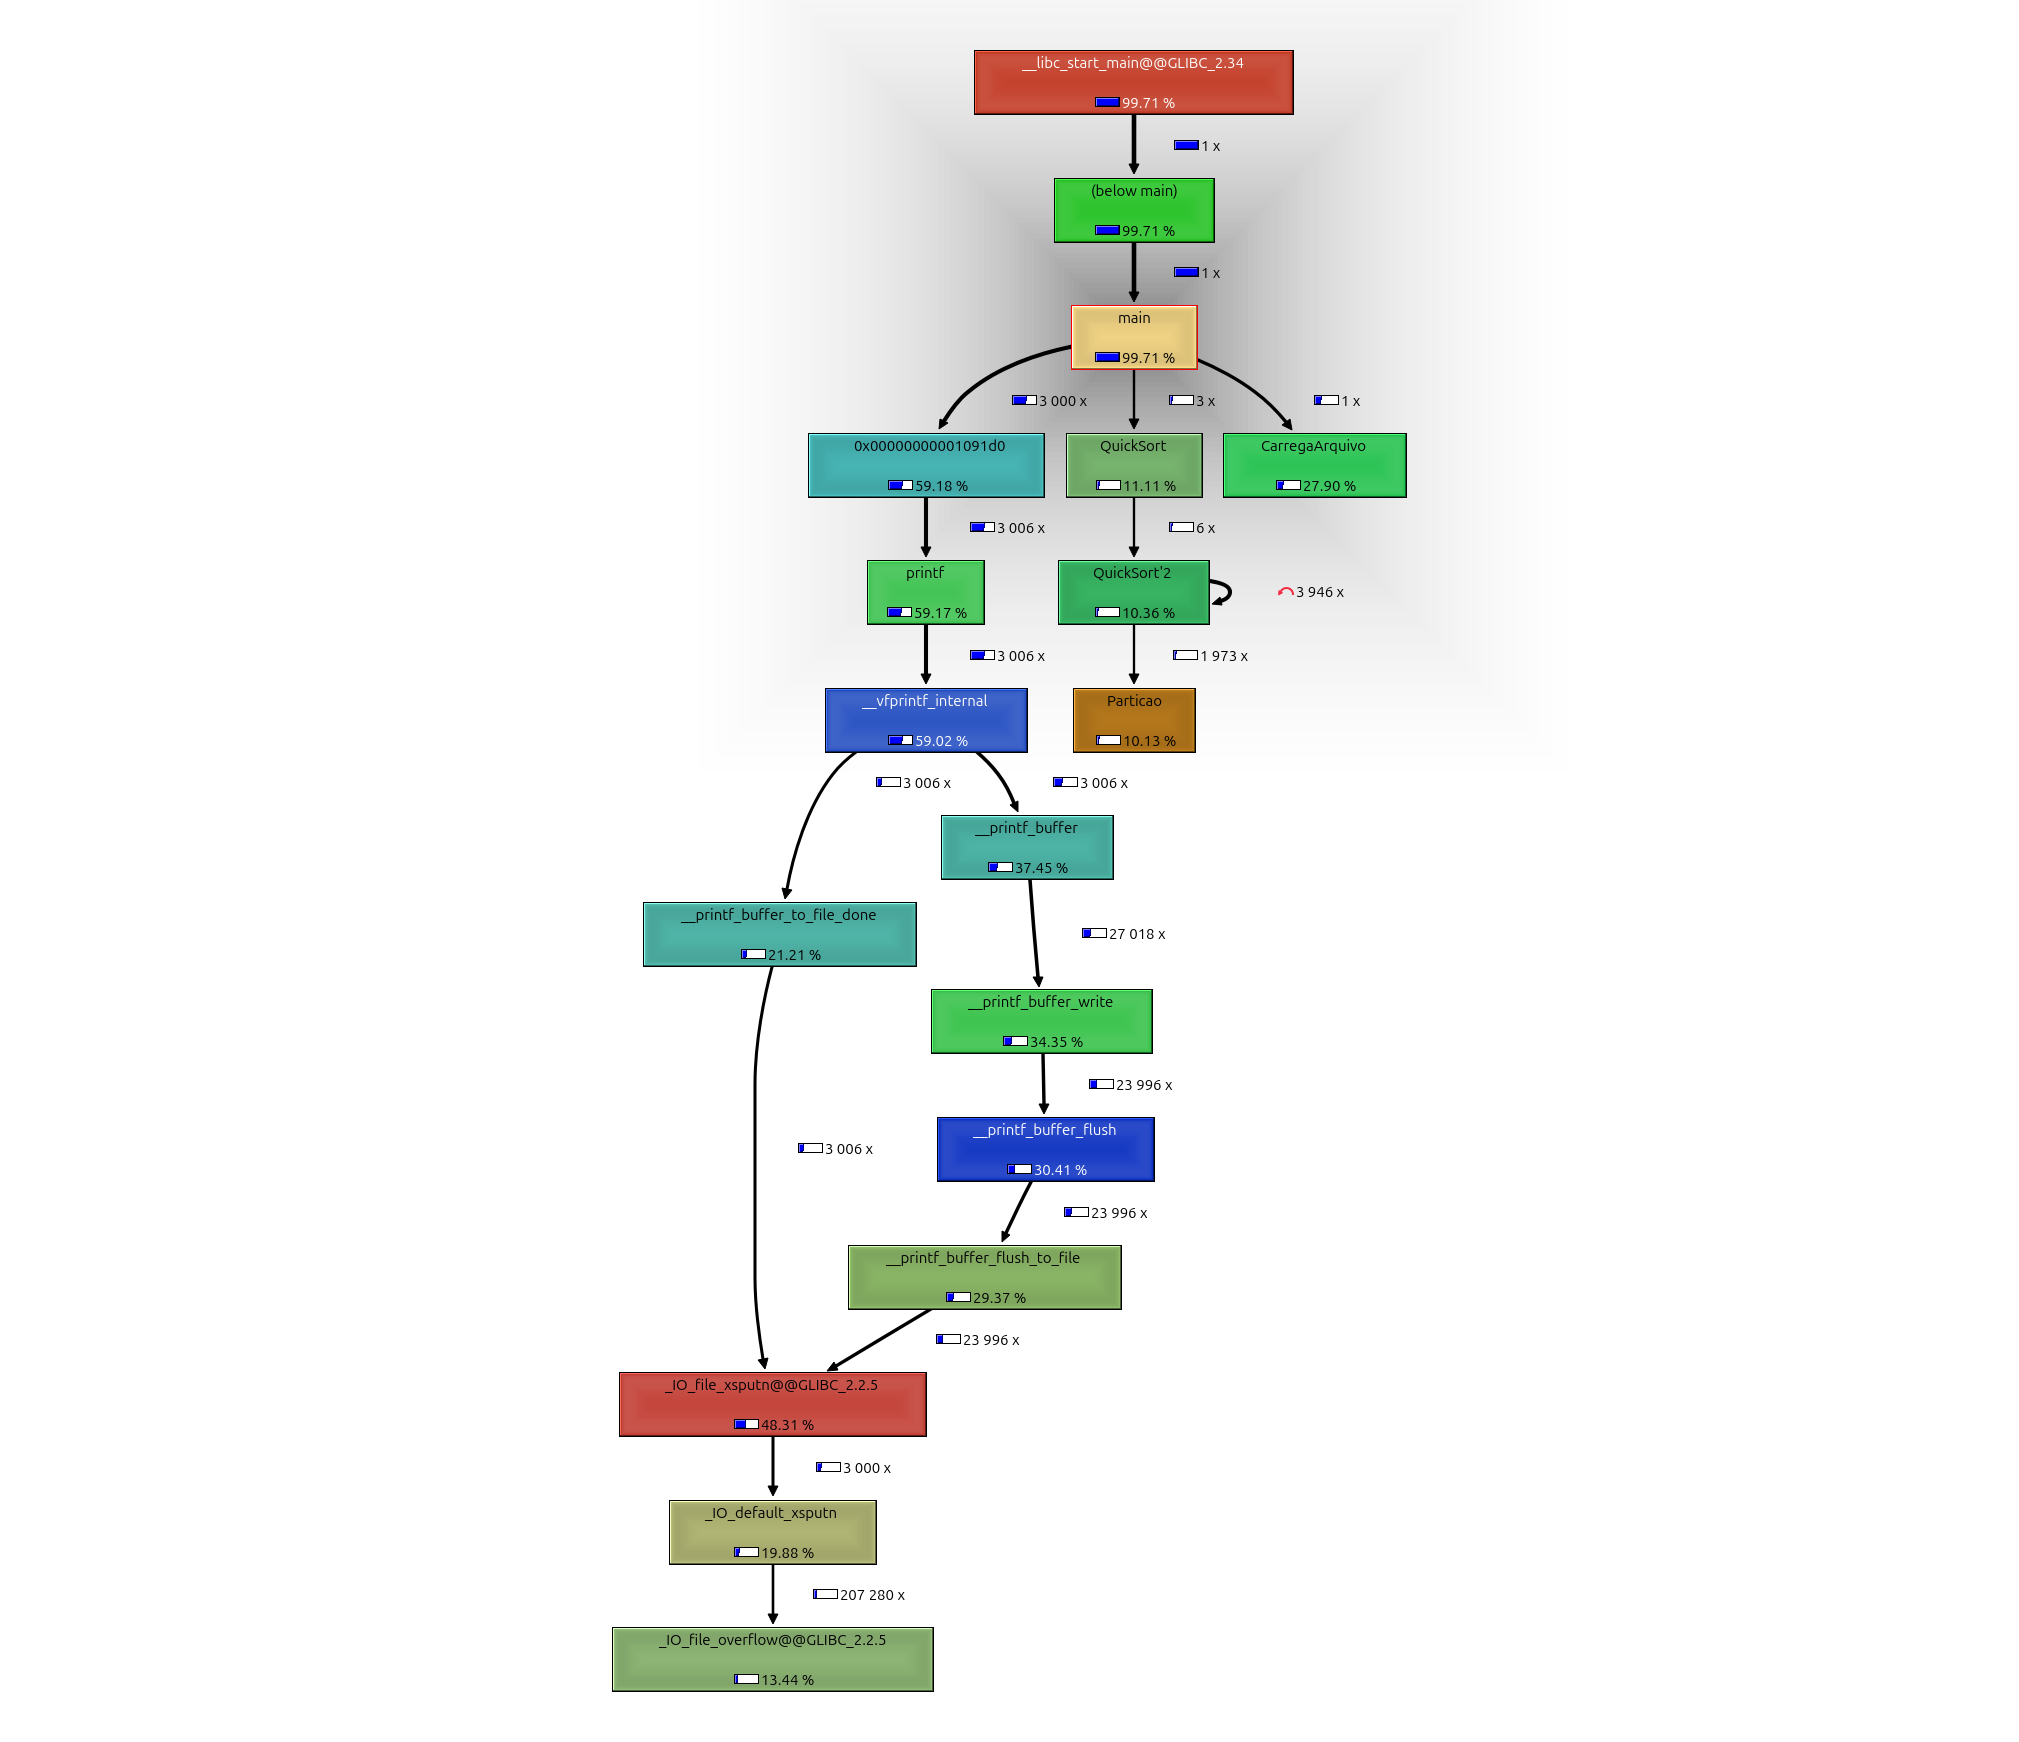 __libc_start_main@@GLIBC_2.34
99.71 %
1 x
(below main)
99.71 %
1 x
main
99.71 %
3 000 x
3 x
1 x
0x00000000001091d0
59.18 %
QuickSort
11.11 %
CarregaArquivo
27.90 %
3 006 x
6 x
printf
59.17 %
QuickSort'2
10.36 %
3 946 x
3 006 x
1 973 x
__vfprintf_internal
59.02 %
Particao
10.13 %
3 006 x
3 006 x
__printf_buffer
37.45 %
__printf_buffer_to_file_done
21.21 %
27 018 x
__printf_buffer_write
34.35 %
23 996 x
__printf_buffer_flush
30.41 %
3 006 x
23 996 x
__printf_buffer_flush_to_file
29.37 %
23 996 x
_IO_file_xsputn@@GLIBC_2.2.5
48.31 %
3 000 x
_IO_default_xsputn
19.88 %
207 280 x
_IO_file_overflow@@GLIBC_2.2.5
13.44 %